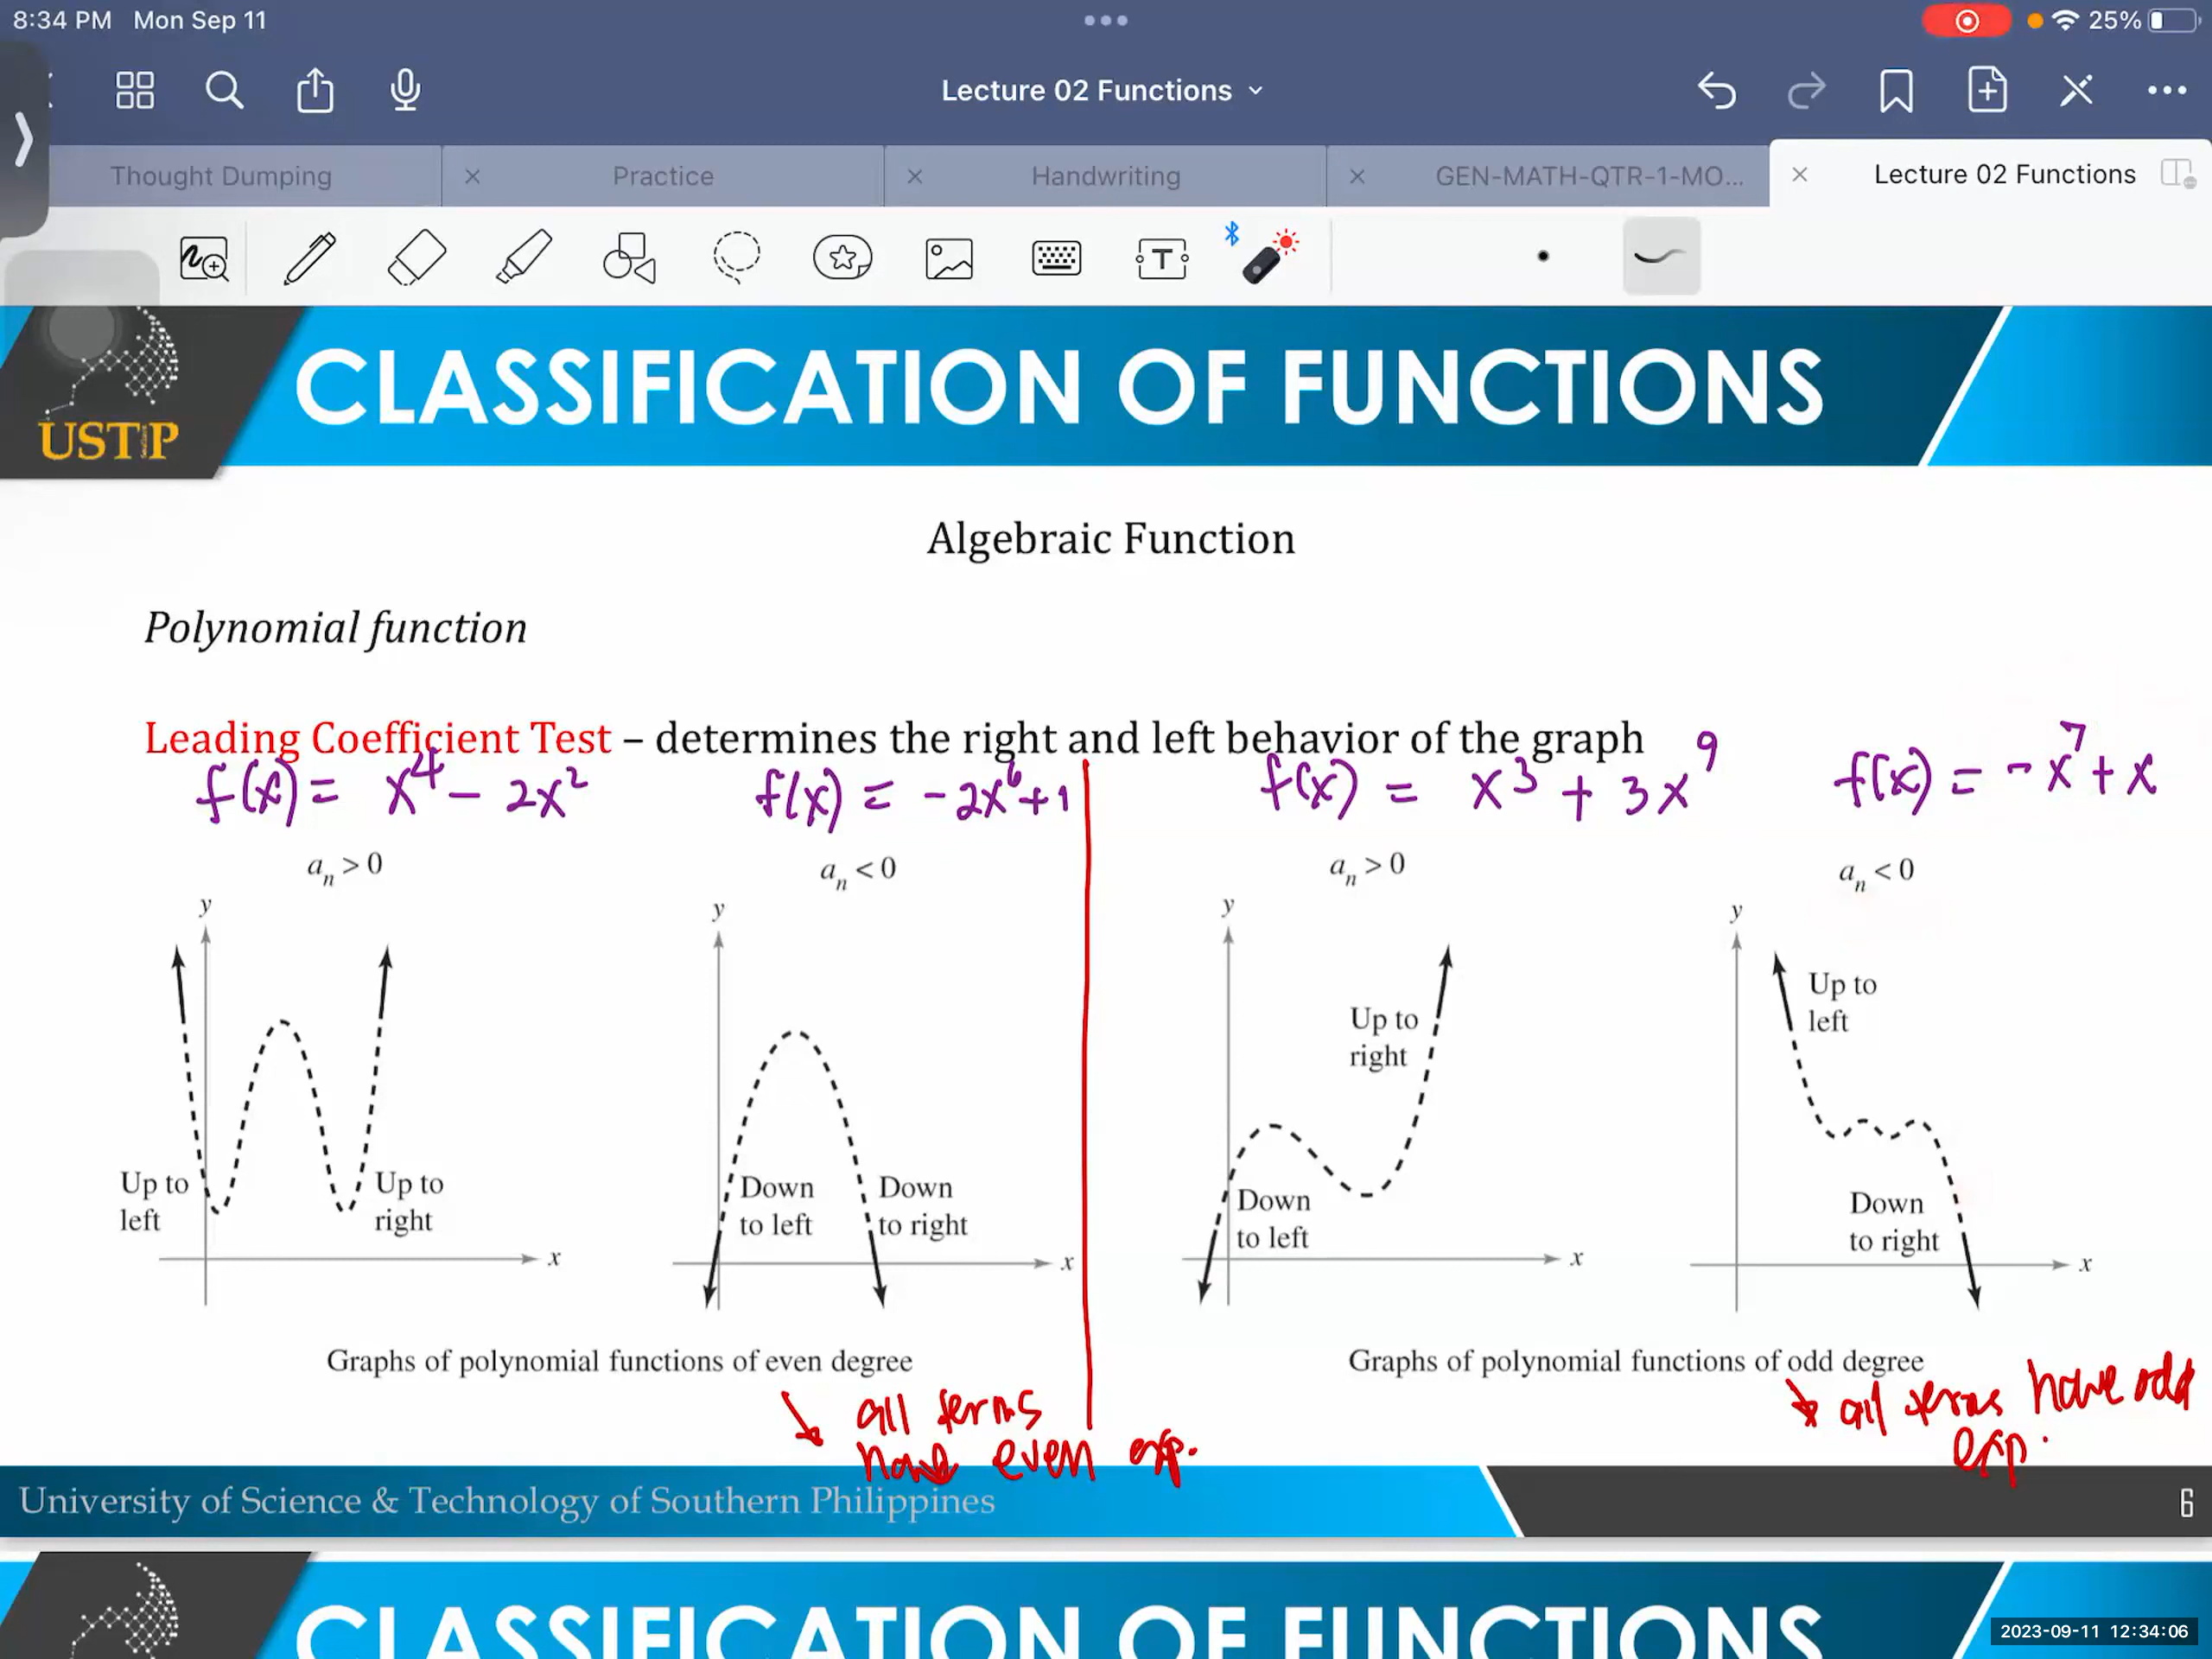 8:34 PM Mon Sep 11
25%
Lecture 02 Functions
Thought Dumping
Practice
Handwriting
GEN-MATH-QTR-1-MO...
Lecture 02 Functions
T
USTP
CLASSIFICATION OF FUNCTIONS
Algebraic Function
Polynomial function
Leading Coefficient Test – determines the right and left behavior of the graph
f(x) = x⁴ - 2x²
f(x) = -2x⁶+1
f(x) = x³ + 3x⁹
f(x) = -x⁷+x
aₙ > 0
aₙ < 0
aₙ > 0
aₙ < 0
y
y
y
y
Up to
left
Up to
right
x
Down
to left
Down
to right
x
Up to
right
Down
to left
x
Up to
left
Down
to right
x
Graphs of polynomial functions of even degree
Graphs of polynomial functions of odd degree
all terms
have even exp.
all terms have odd
exp.
University of Science & Technology of Southern Philippines
6
CLASSIFICATION OF FUNCTIONS
2023-09-11 12:34:06